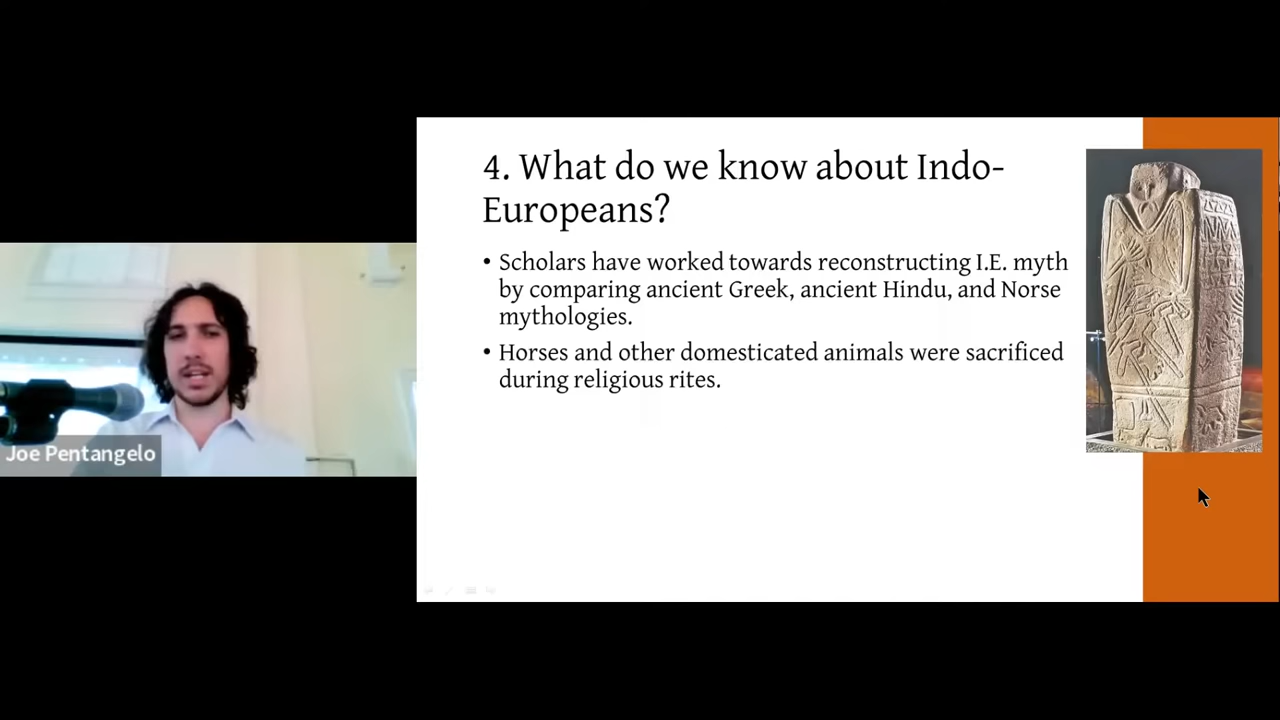 4. What do we know about Indo-
Europeans?
• Scholars have worked towards reconstructing I.E. myth
by comparing ancient Greek, ancient Hindu, and Norse
mythologies.
• Horses and other domesticated animals were sacrificed
during religious rites.
Joe Pentangelo